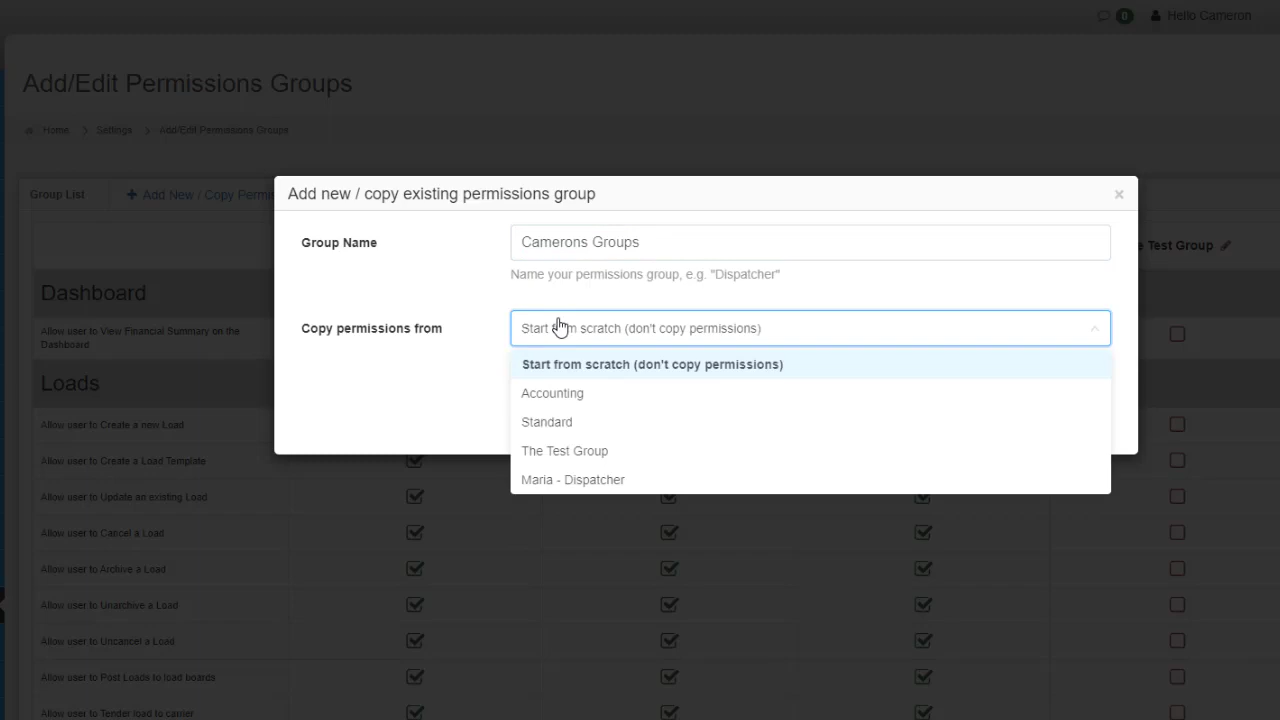 0
Hello Cameron
Add/Edit Permissions Groups
Home
Settings
Add/Edit Permissions Groups
Group List
Add New / Copy Permi
Add new / copy existing permissions group
×
Group Name
Camerons Groups
Name your permissions group, e.g. "Dispatcher"
e Test Group
Copy permissions from
Start from scratch (don't copy permissions)
Start from scratch (don't copy permissions)
Accounting
Standard
The Test Group
Maria - Dispatcher
Dashboard
Allow user to View Financial Summary on the
Dashboard
Loads
Allow user to Create a new Load
Allow user to Create a Load Template
Allow user to Update an existing Load
Allow user to Cancel a Load
Allow user to Archive a Load
Allow user to Unarchive a Load
Allow user to Uncancel a Load
Allow user to Post Loads to load boards
Allow user to Tender load to carrier